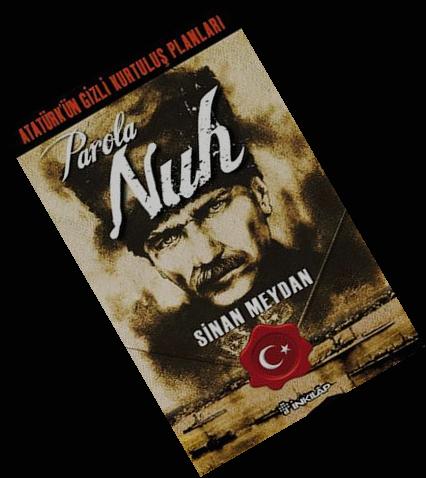 ATATÜRK'ÜN GİZLİ KURTULUŞ PLANLARI
Parola
Nuh
SİNAN MEYDAN
İNKILÂP